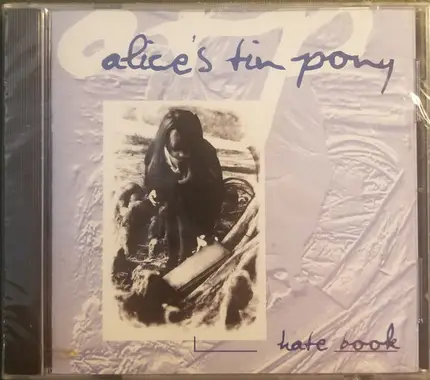 alice's tin pony
hate book